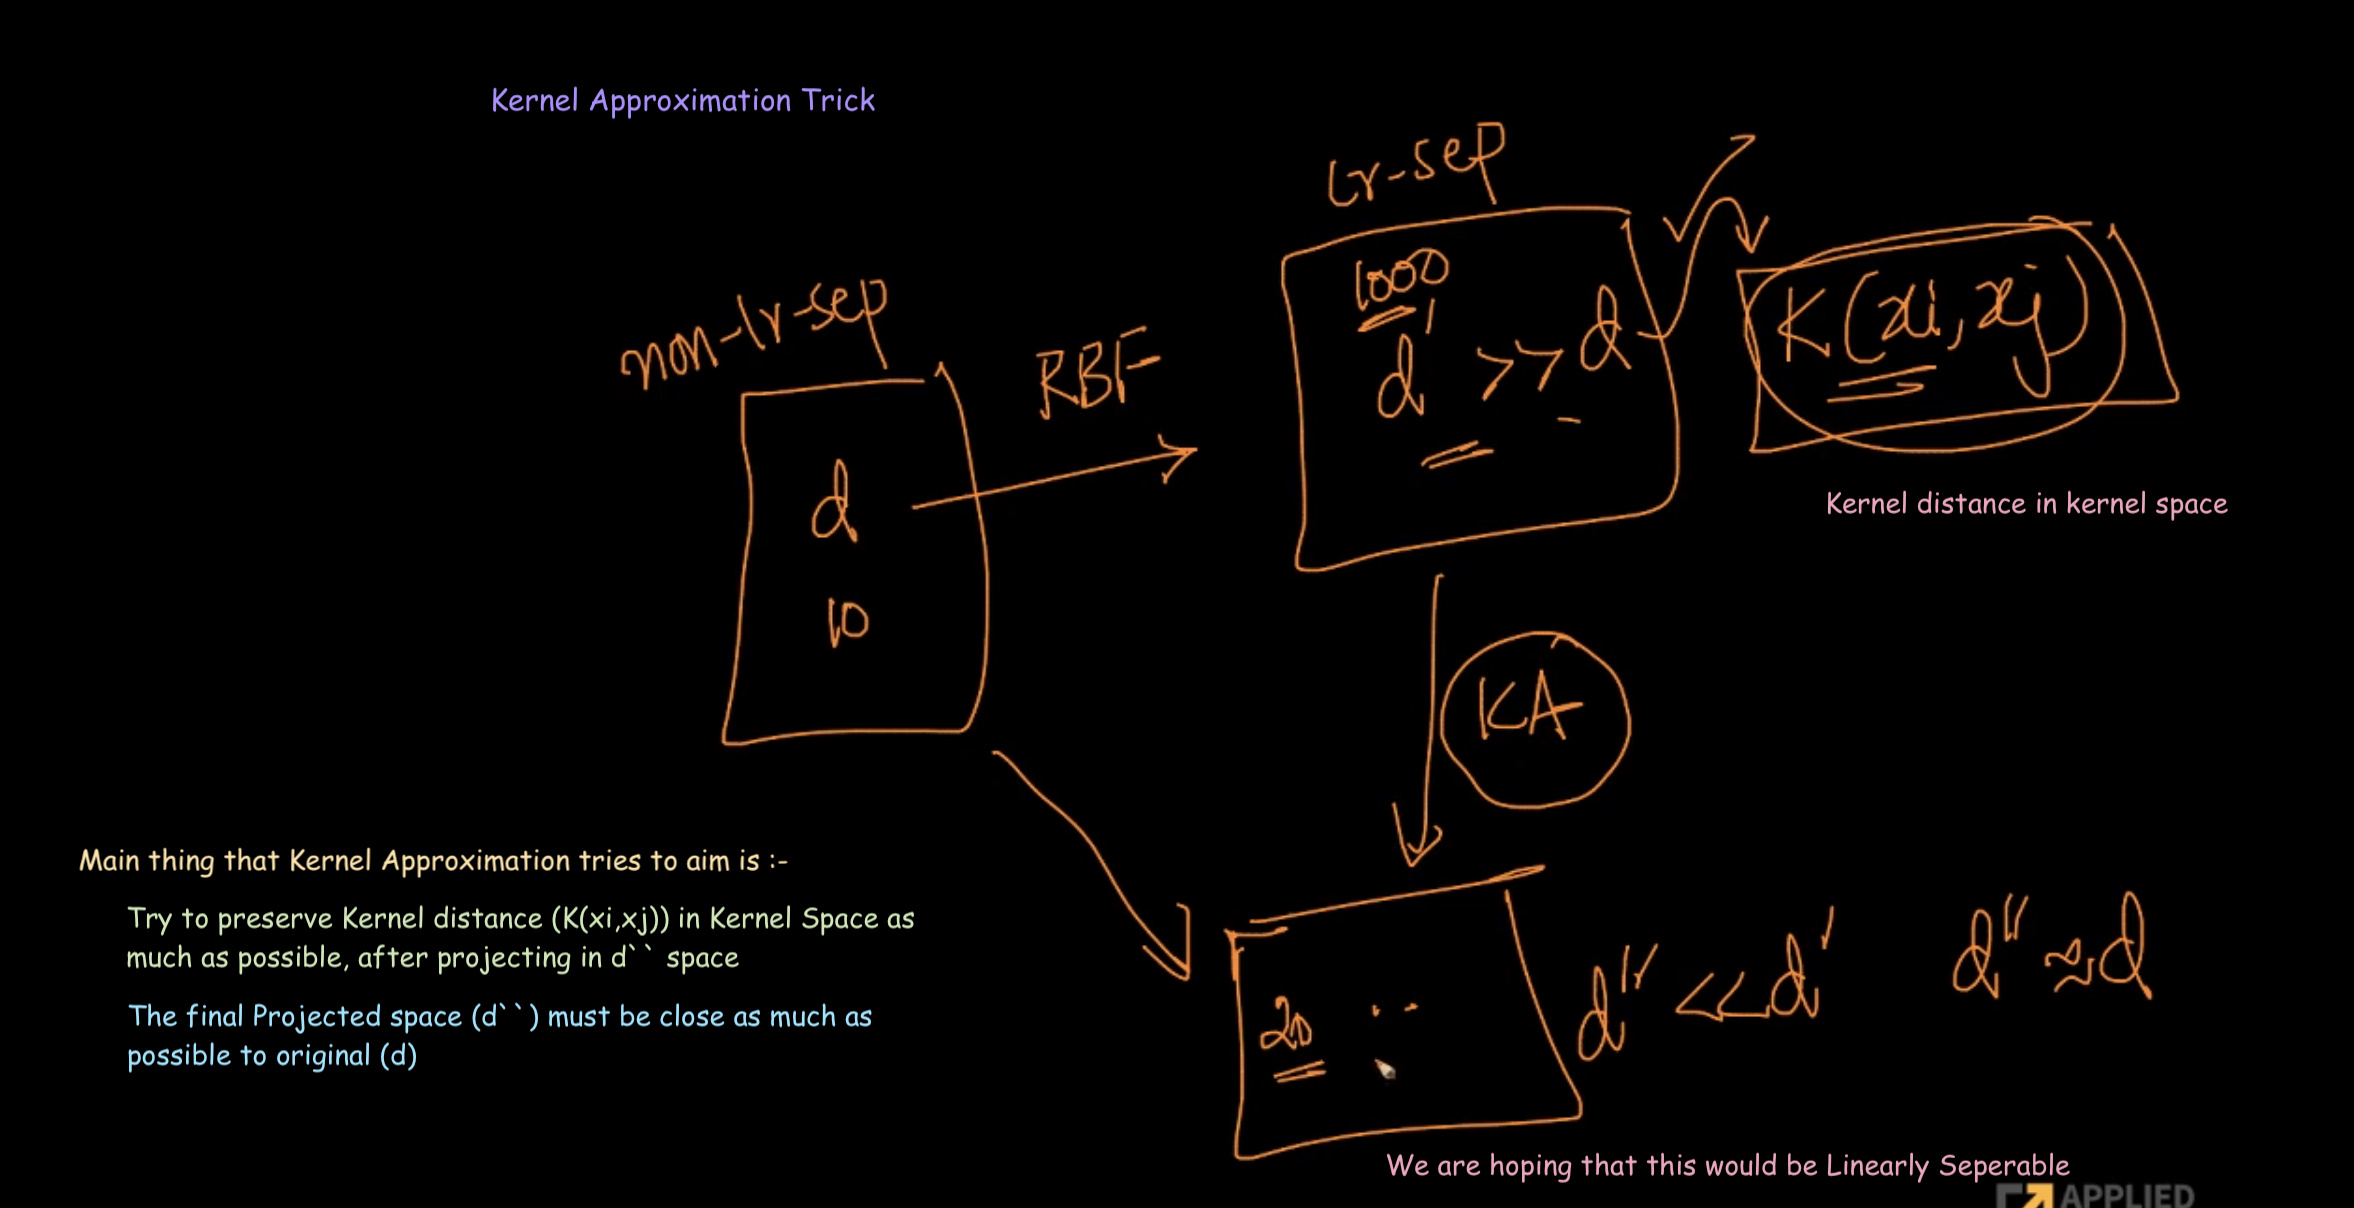 Kernel Approximation Trick
lr-sep
non-lr-sep
RBF
1000
d' >> d
K(xi, xj)
d
10
Kernel distance in kernel space
KA
Main thing that Kernel Approximation tries to aim is :-
Try to preserve Kernel distance (K(xi,xj)) in Kernel Space as
much as possible, after projecting in d`` space
The final Projected space (d``) must be close as much as
possible to original (d)
20
d'' << d'
d'' ≈ d
We are hoping that this would be Linearly Seperable
APPLIED